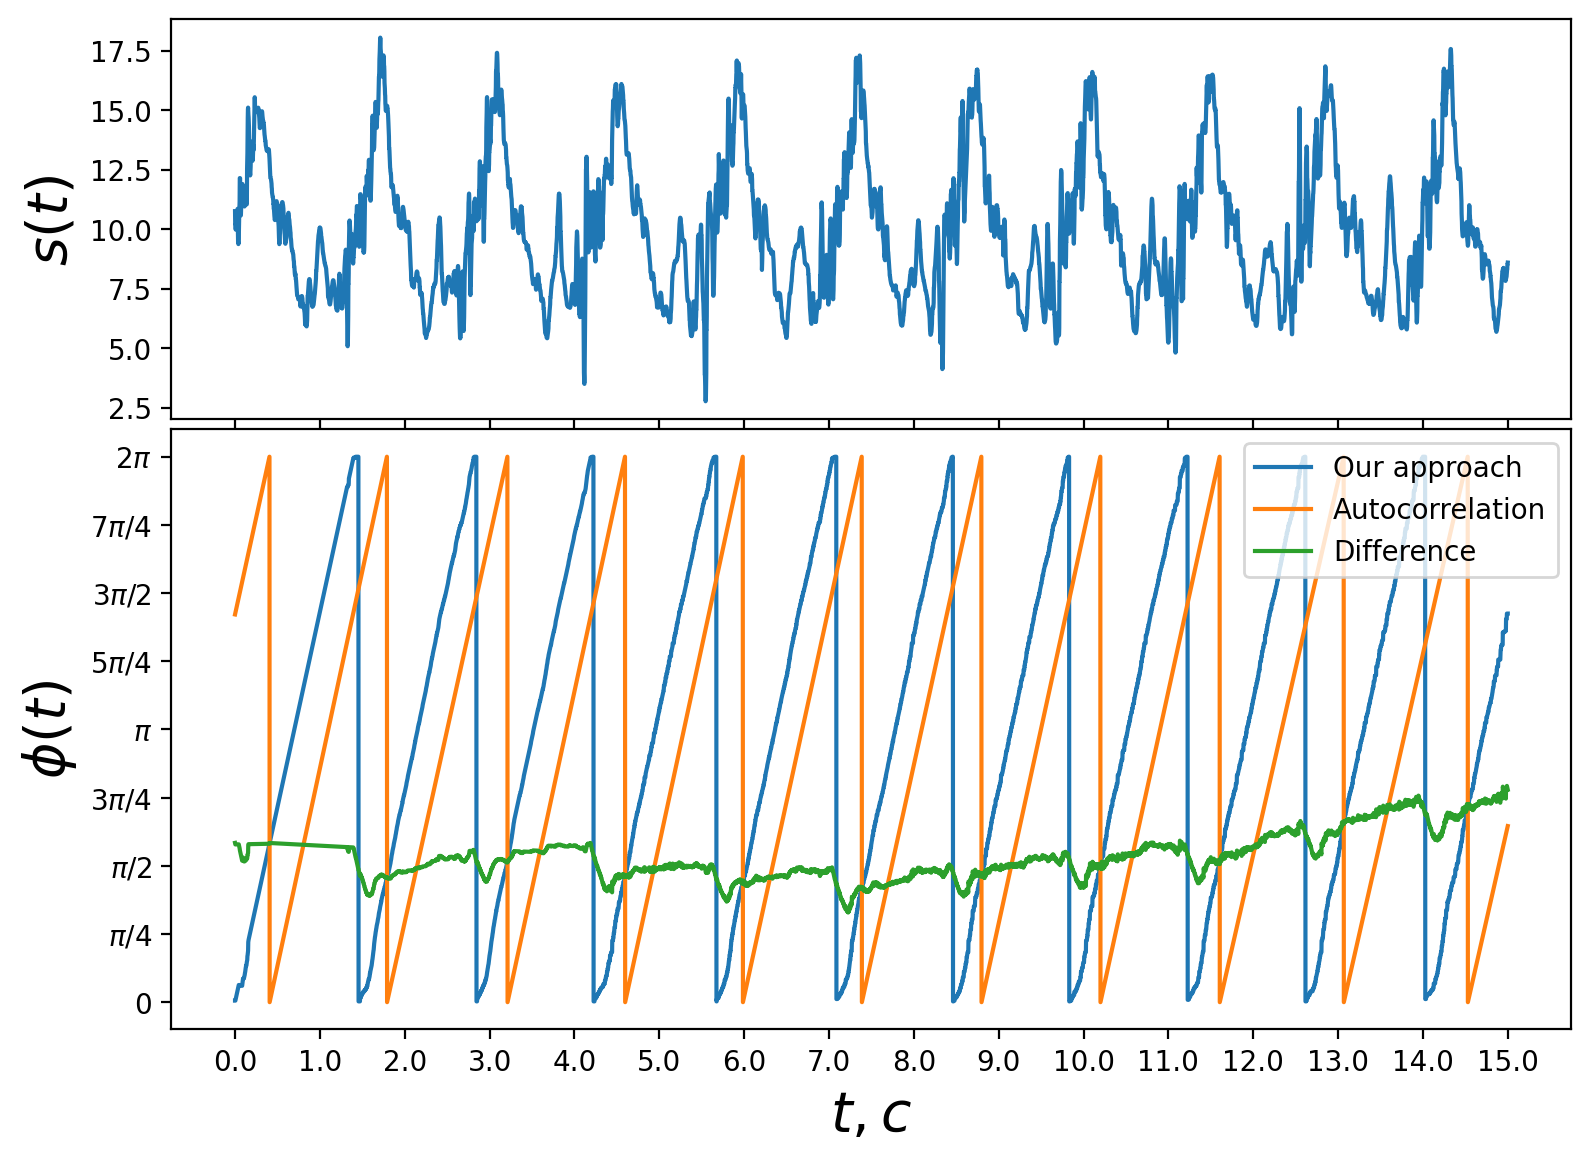 s(t)
17.5
15.0
12.5
10.0
7.5
5.0
2.5
ϕ(t)
2π
7π/4
3π/2
5π/4
π
3π/4
π/2
π/4
0
Our approach
Autocorrelation
Difference
0.0 1.0 2.0 3.0 4.0 5.0 6.0 7.0 8.0 9.0 10.0 11.0 12.0 13.0 14.0 15.0
t, c